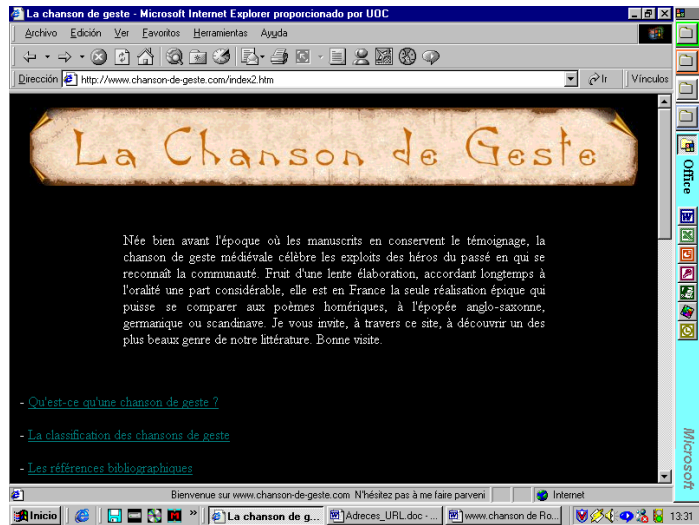 La chanson de geste - Microsoft Internet Explorer proporcionado por UOC
Archivo Edición Ver Favoritos Herramientas Ayuda
Dirección http://www.chanson-de-geste.com/index2.htm Ir Vínculos
La Chanson de Geste
Née bien avant l'époque où les manuscrits en conservent le témoignage, la
chanson de geste médiévale célèbre les exploits des héros du passé en qui se
reconnaît la communauté. Fruit d'une lente élaboration, accordant longtemps à
l'oralité une part considérable, elle est en France la seule réalisation épique qui
puisse se comparer aux poèmes homériques, à l'épopée anglo-saxonne,
germanique ou scandinave. Je vous invite, à travers ce site, à découvrir un des
plus beaux genre de notre littérature. Bonne visite.
- Qu'est-ce qu'une chanson de geste ?
- La classification des chansons de geste
- Les références bibliographiques
Bienvenue sur www.chanson-de-geste.com N'hésitez pas à me faire parveni Internet
Inicio » La chanson de g... Adreces_URL.doc - ... www.chanson de Ro... 13:31
Office
Microsoft